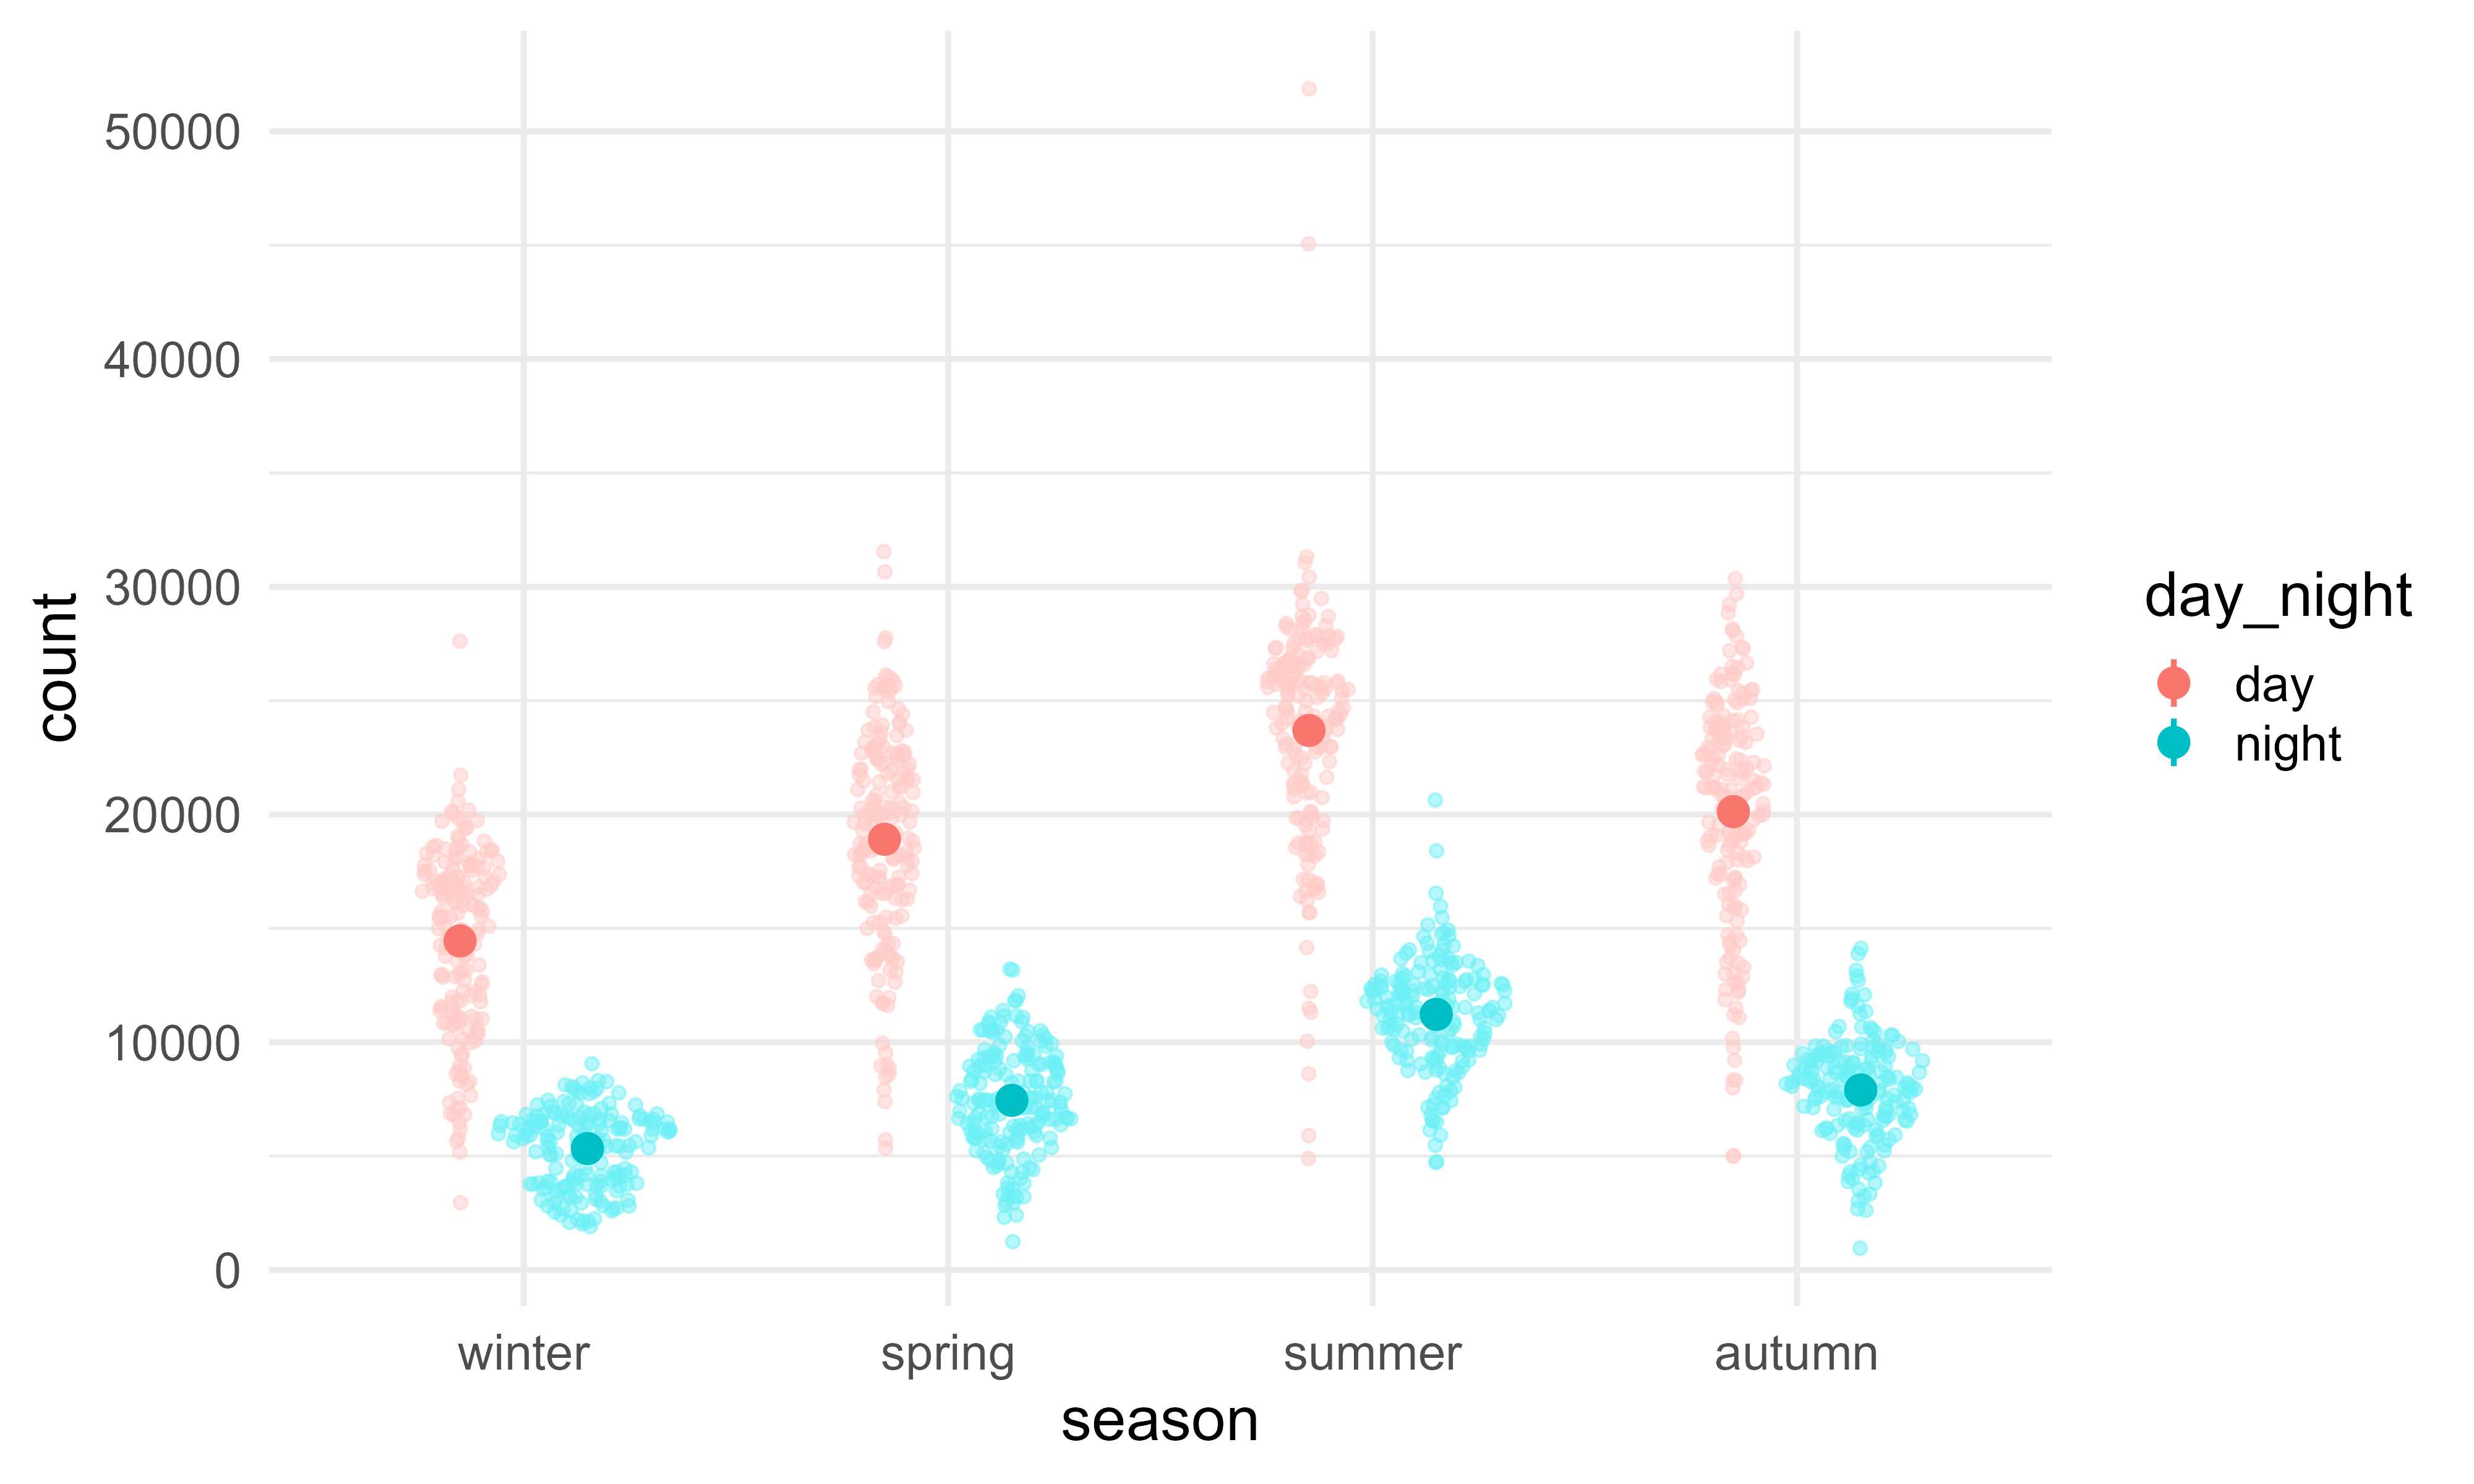 count
50000
40000
30000
20000
10000
0
winter
spring
summer
autumn
season
day_night
day
night